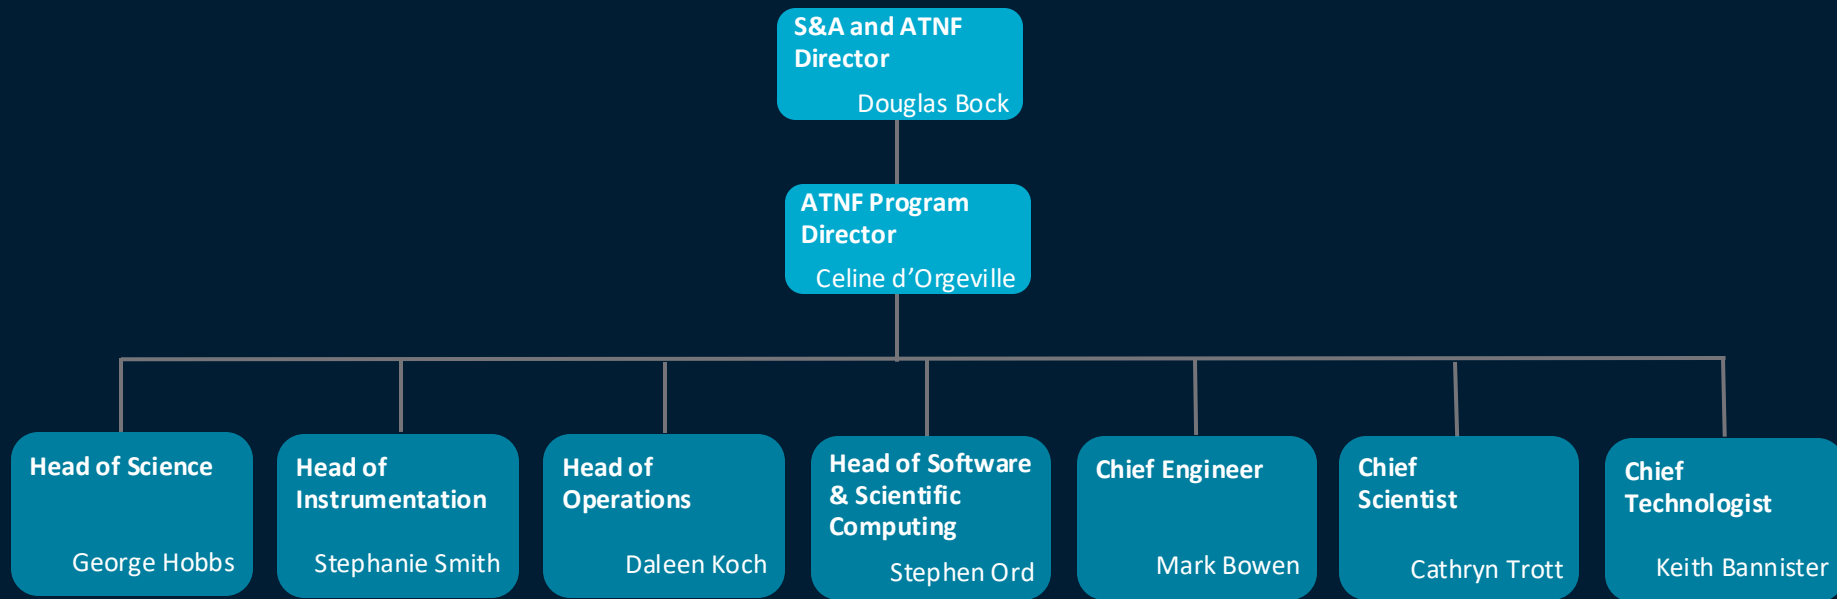 S&A and ATNF
Director
Douglas Bock
ATNF Program
Director
Celine d’Orgeville
Head of Science
George Hobbs
Head of
Instrumentation
Stephanie Smith
Head of
Operations
Daleen Koch
Head of Software
& Scientific
Computing
Stephen Ord
Chief Engineer
Mark Bowen
Chief
Scientist
Cathryn Trott
Chief
Technologist
Keith Bannister